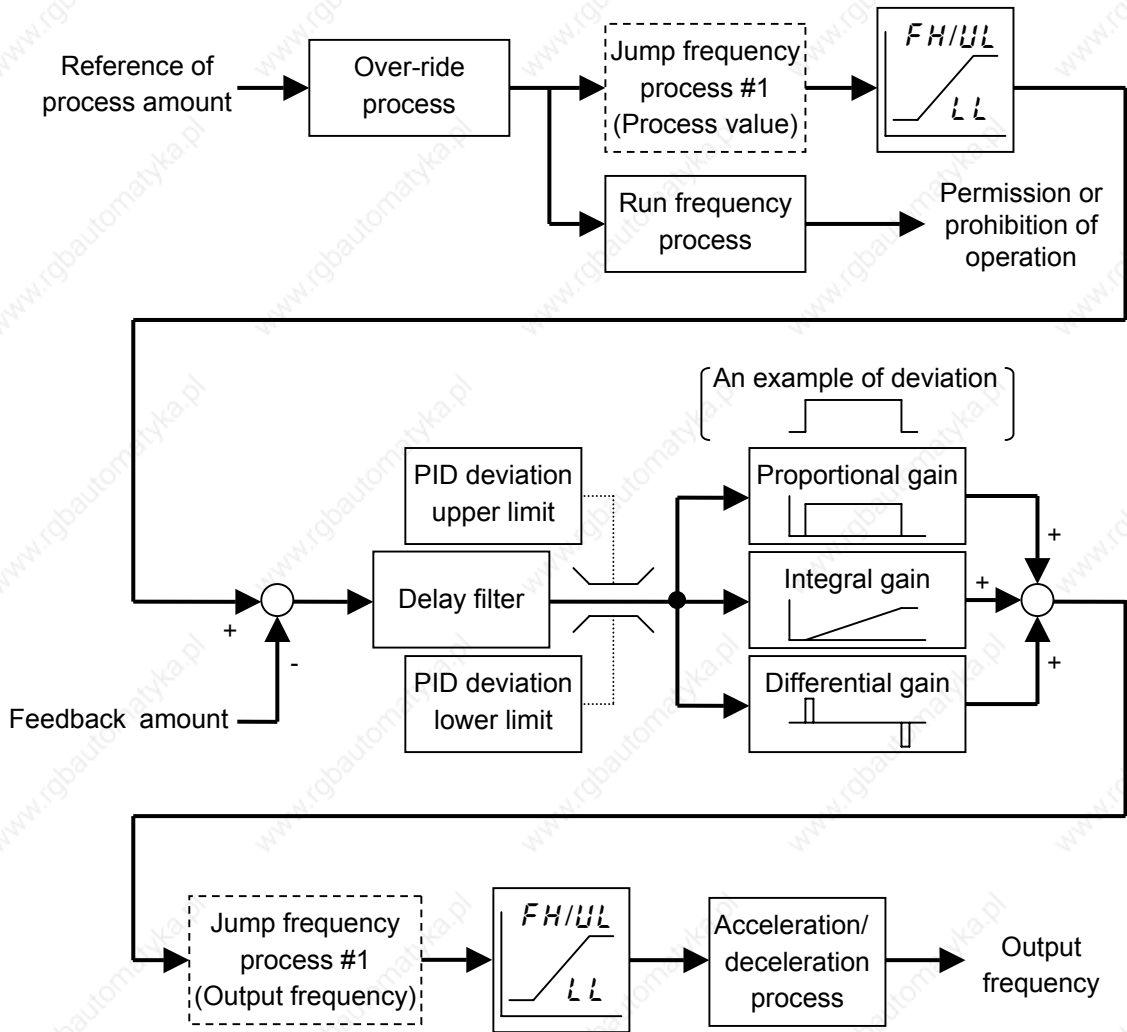 Reference of
process amount
Over-ride
process
Jump frequency
process #1
(Process value)
FH/UL
LL
Run frequency
process
Permission or
prohibition of
operation
An example of deviation
PID deviation
upper limit
Proportional gain
+
Delay filter
Integral gain
+
+
-
PID deviation
lower limit
Differential gain
+
Feedback amount
Jump frequency
process #1
(Output frequency)
FH/UL
LL
Acceleration/
deceleration
process
Output
frequency
www.rgbautomatyka.pl